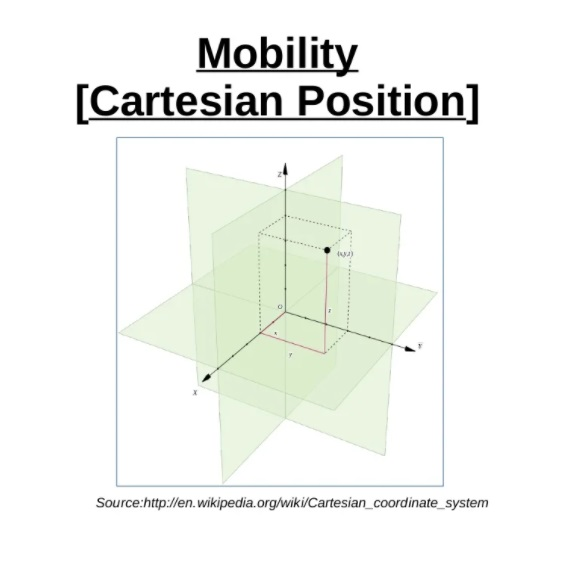 Mobility
[Cartesian Position]
Z
(x,y,z)
O
z
x
Y
y
X
Source:http://en.wikipedia.org/wiki/Cartesian_coordinate_system